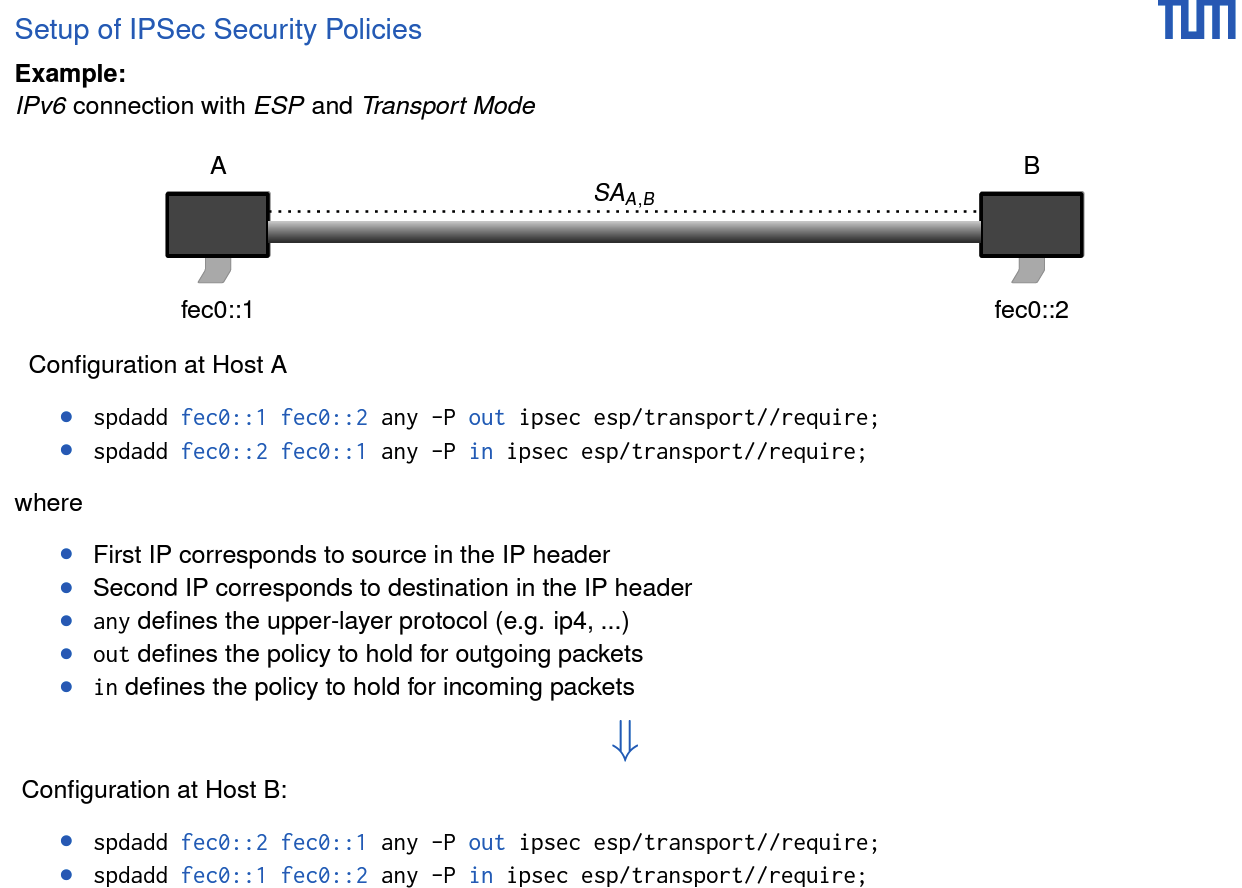 Setup of IPSec Security Policies
TUM
Example:
IPv6 connection with ESP and Transport Mode
A
B
SA_{A,B}
fec0::1
fec0::2
Configuration at Host A
• spdadd fec0::1 fec0::2 any -P out ipsec esp/transport//require;
• spdadd fec0::2 fec0::1 any -P in ipsec esp/transport//require;
where
• First IP corresponds to source in the IP header
• Second IP corresponds to destination in the IP header
• any defines the upper-layer protocol (e.g. ip4, ...)
• out defines the policy to hold for outgoing packets
• in defines the policy to hold for incoming packets
⇓
Configuration at Host B:
• spdadd fec0::2 fec0::1 any -P out ipsec esp/transport//require;
• spdadd fec0::1 fec0::2 any -P in ipsec esp/transport//require;